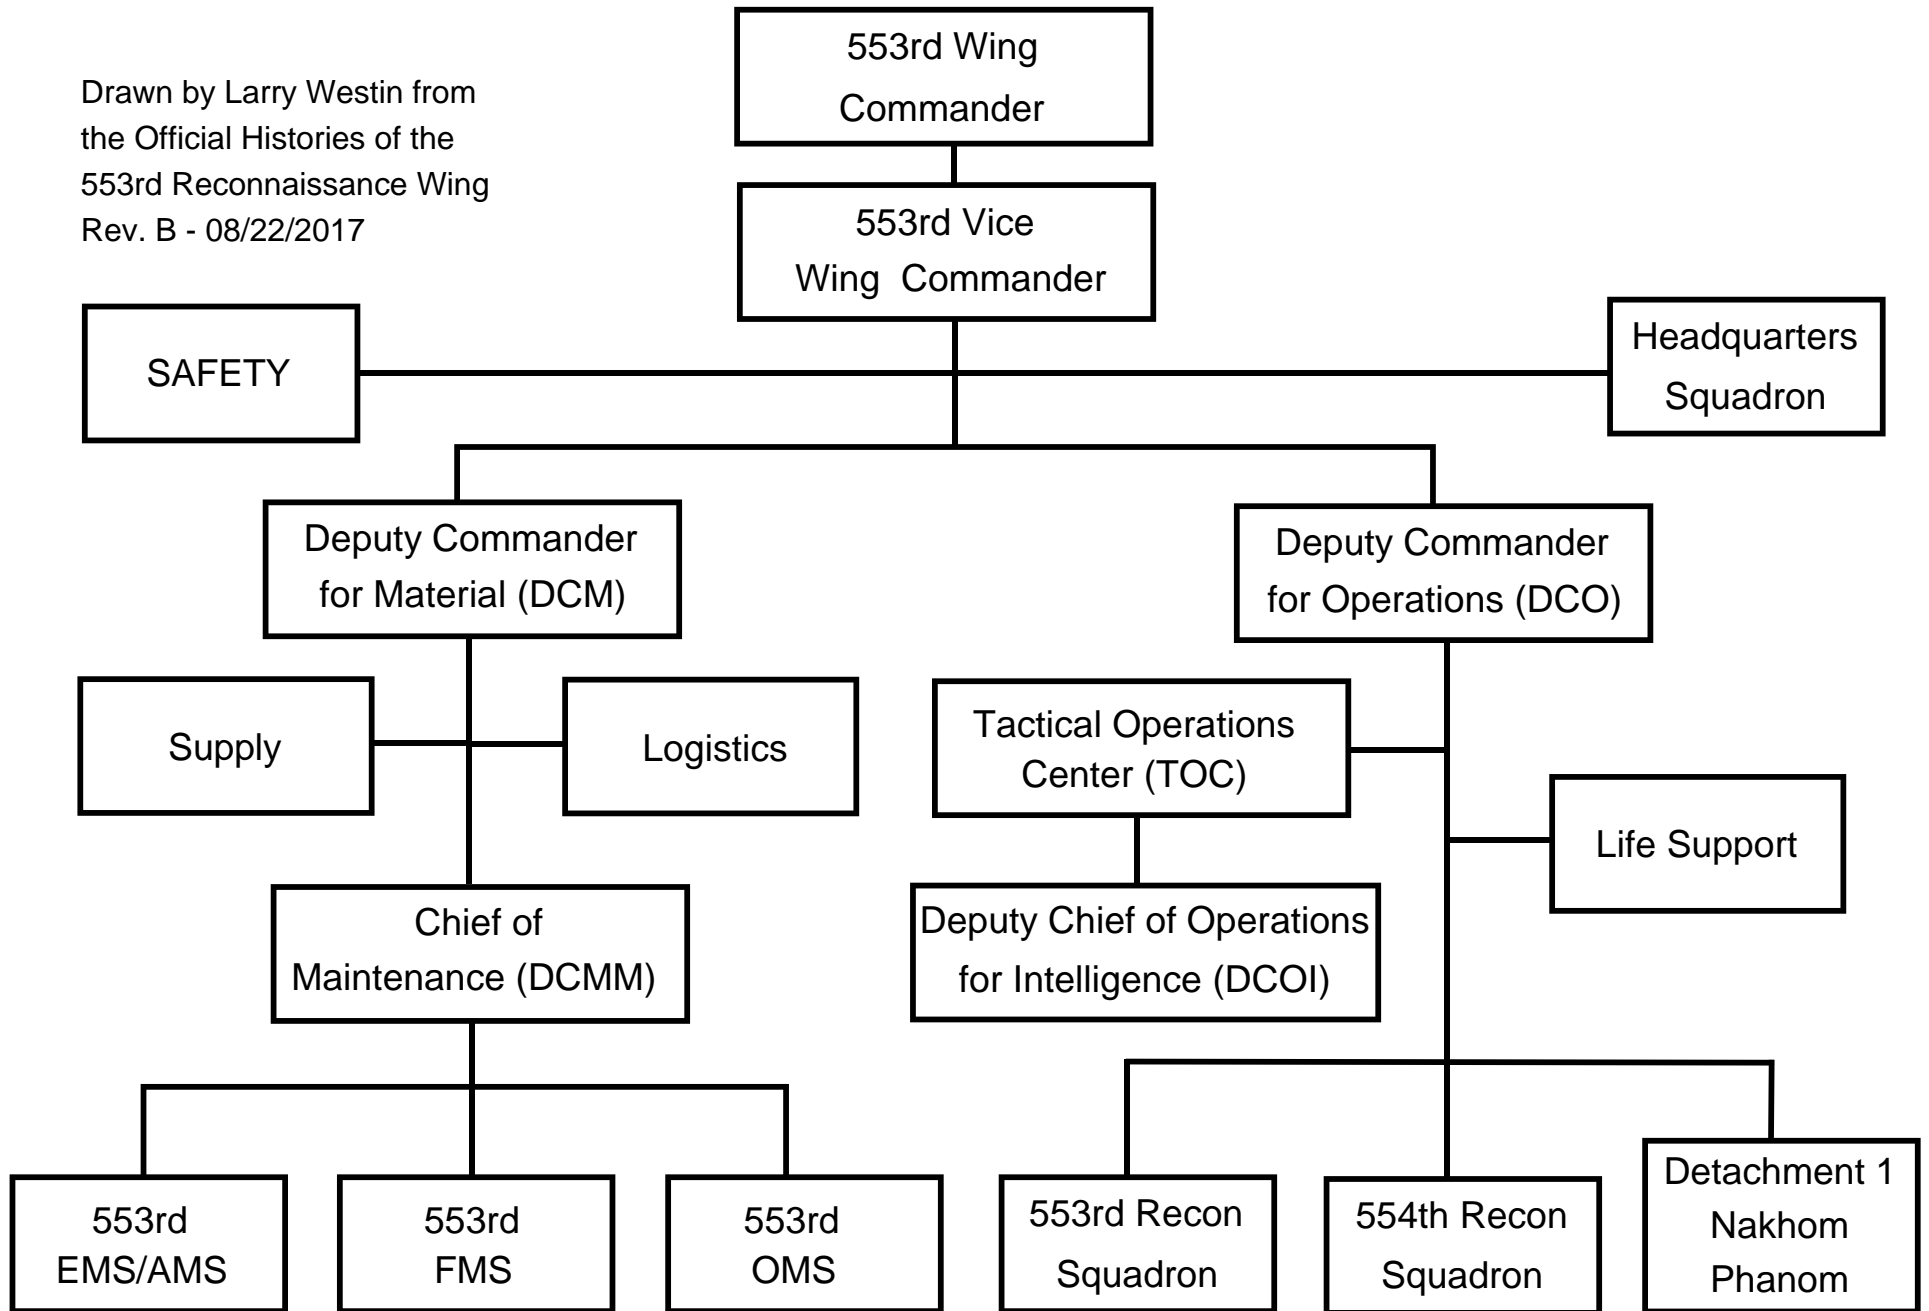 553rd Wing
Commander
Drawn by Larry Westin from
the Official Histories of the
553rd Reconnaissance Wing
Rev. B - 08/22/2017
553rd Vice
Wing  Commander
SAFETY
Headquarters
Squadron
Deputy Commander
for Material (DCM)
Deputy Commander
for Operations (DCO)
Supply
Logistics
Tactical Operations
Center (TOC)
Life Support
Chief of
Maintenance (DCMM)
Deputy Chief of Operations
for Intelligence (DCOI)
553rd
EMS/AMS
553rd
FMS
553rd
OMS
553rd Recon
Squadron
554th Recon
Squadron
Detachment 1
Nakhom
Phanom